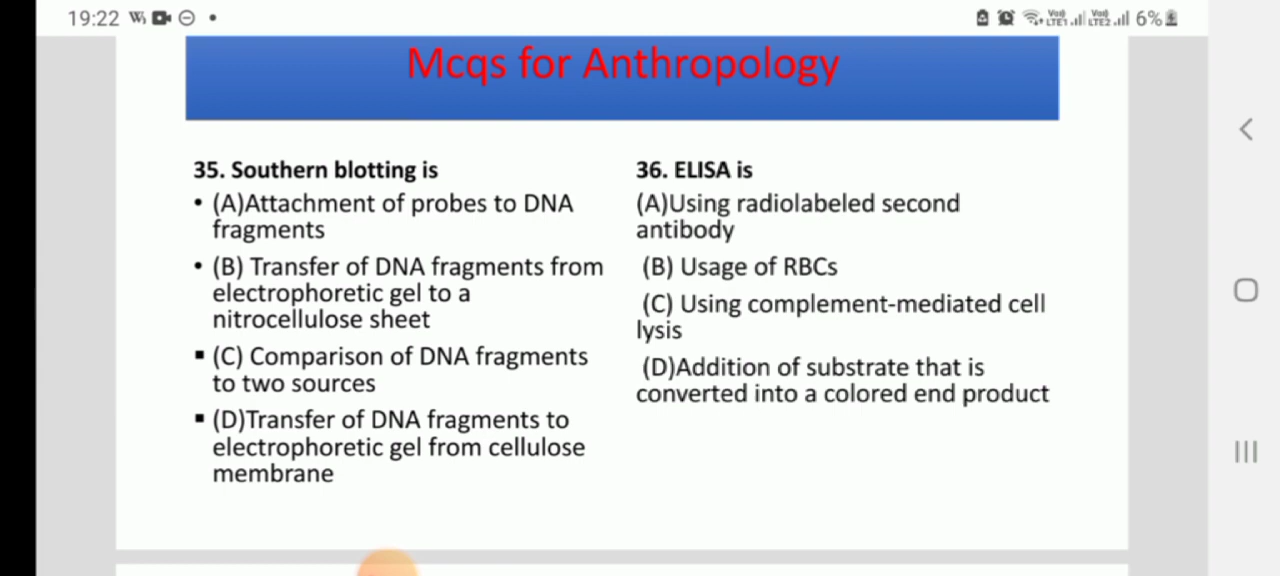 19:22
6%
Mcqs for Anthropology
35. Southern blotting is
• (A)Attachment of probes to DNA
fragments
• (B) Transfer of DNA fragments from
electrophoretic gel to a
nitrocellulose sheet
▪ (C) Comparison of DNA fragments
to two sources
▪ (D)Transfer of DNA fragments to
electrophoretic gel from cellulose
membrane
36. ELISA is
(A)Using radiolabeled second
antibody
(B) Usage of RBCs
(C) Using complement-mediated cell
lysis
(D)Addition of substrate that is
converted into a colored end product